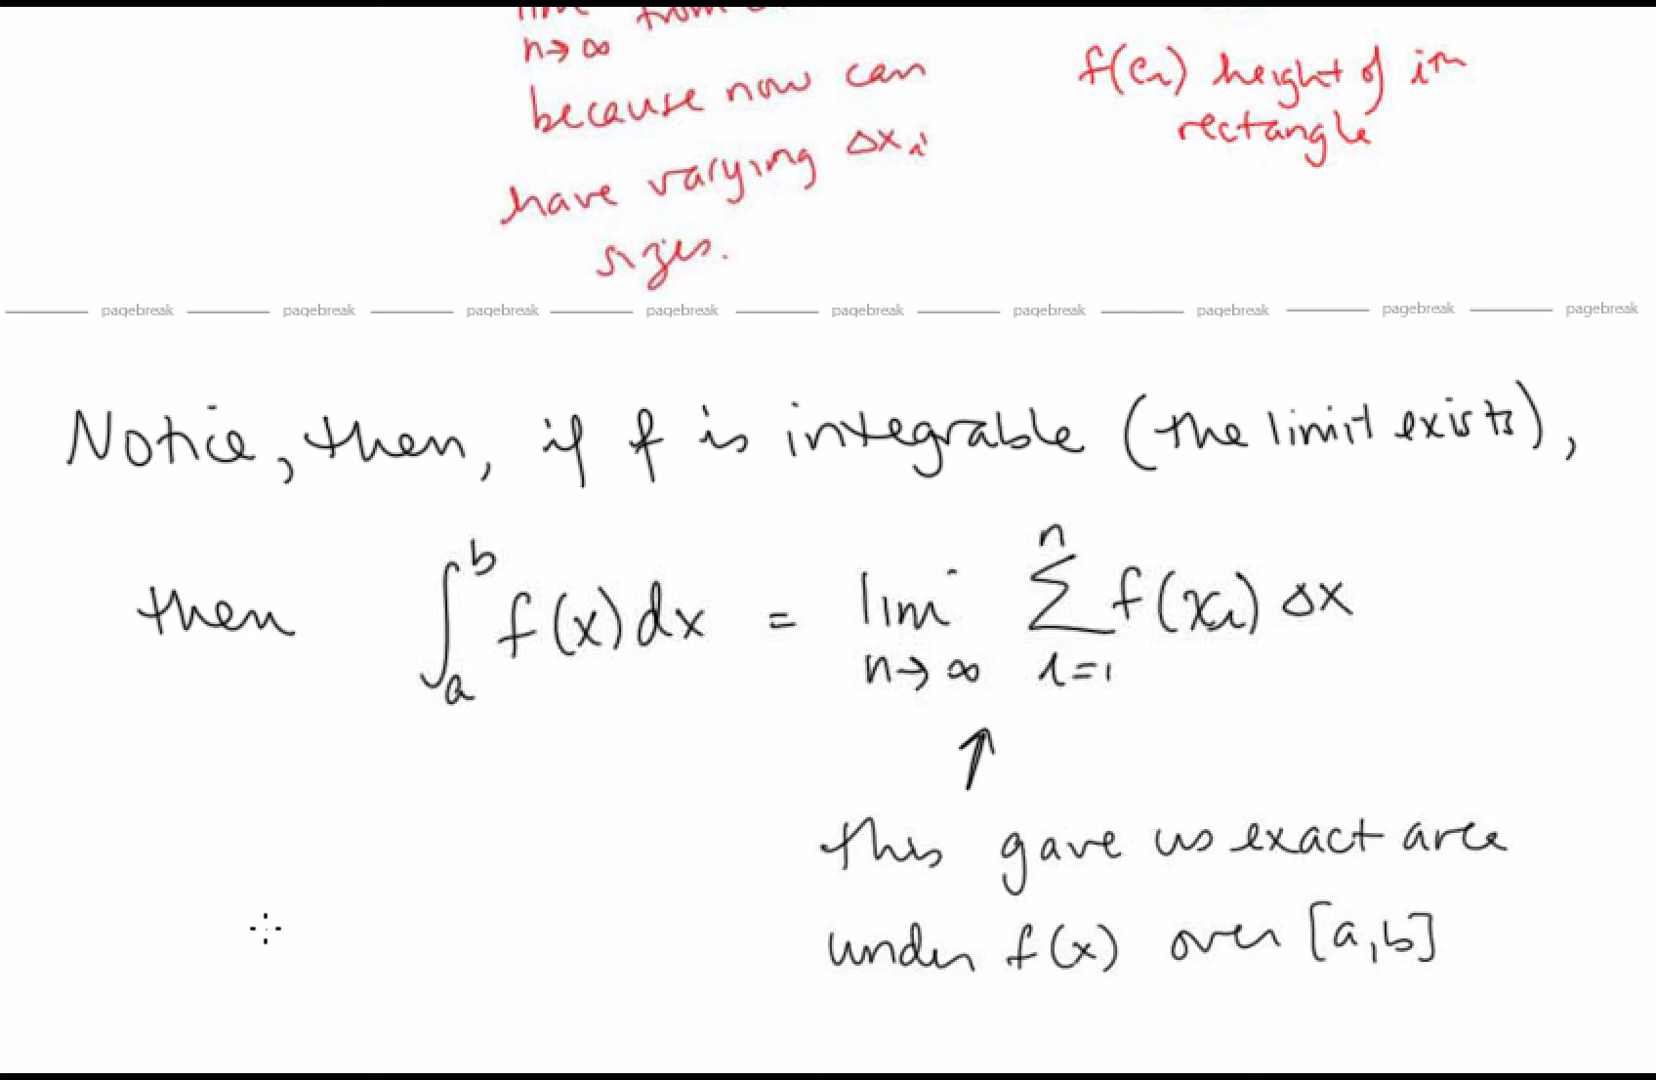 n→∞
because now can
have varying Δxᵢ
sizes.
f(cᵢ) height of ith
rectangle
pagebreak pagebreak pagebreak pagebreak pagebreak pagebreak pagebreak pagebreak pagebreak
Notice, then, if f is integrable (the limit exists),
then ∫ₐᵇ f(x)dx = lim n→∞ Σ i=1 n f(xᵢ) Δx
↑
this gave us exact area
under f(x) over [a,b]